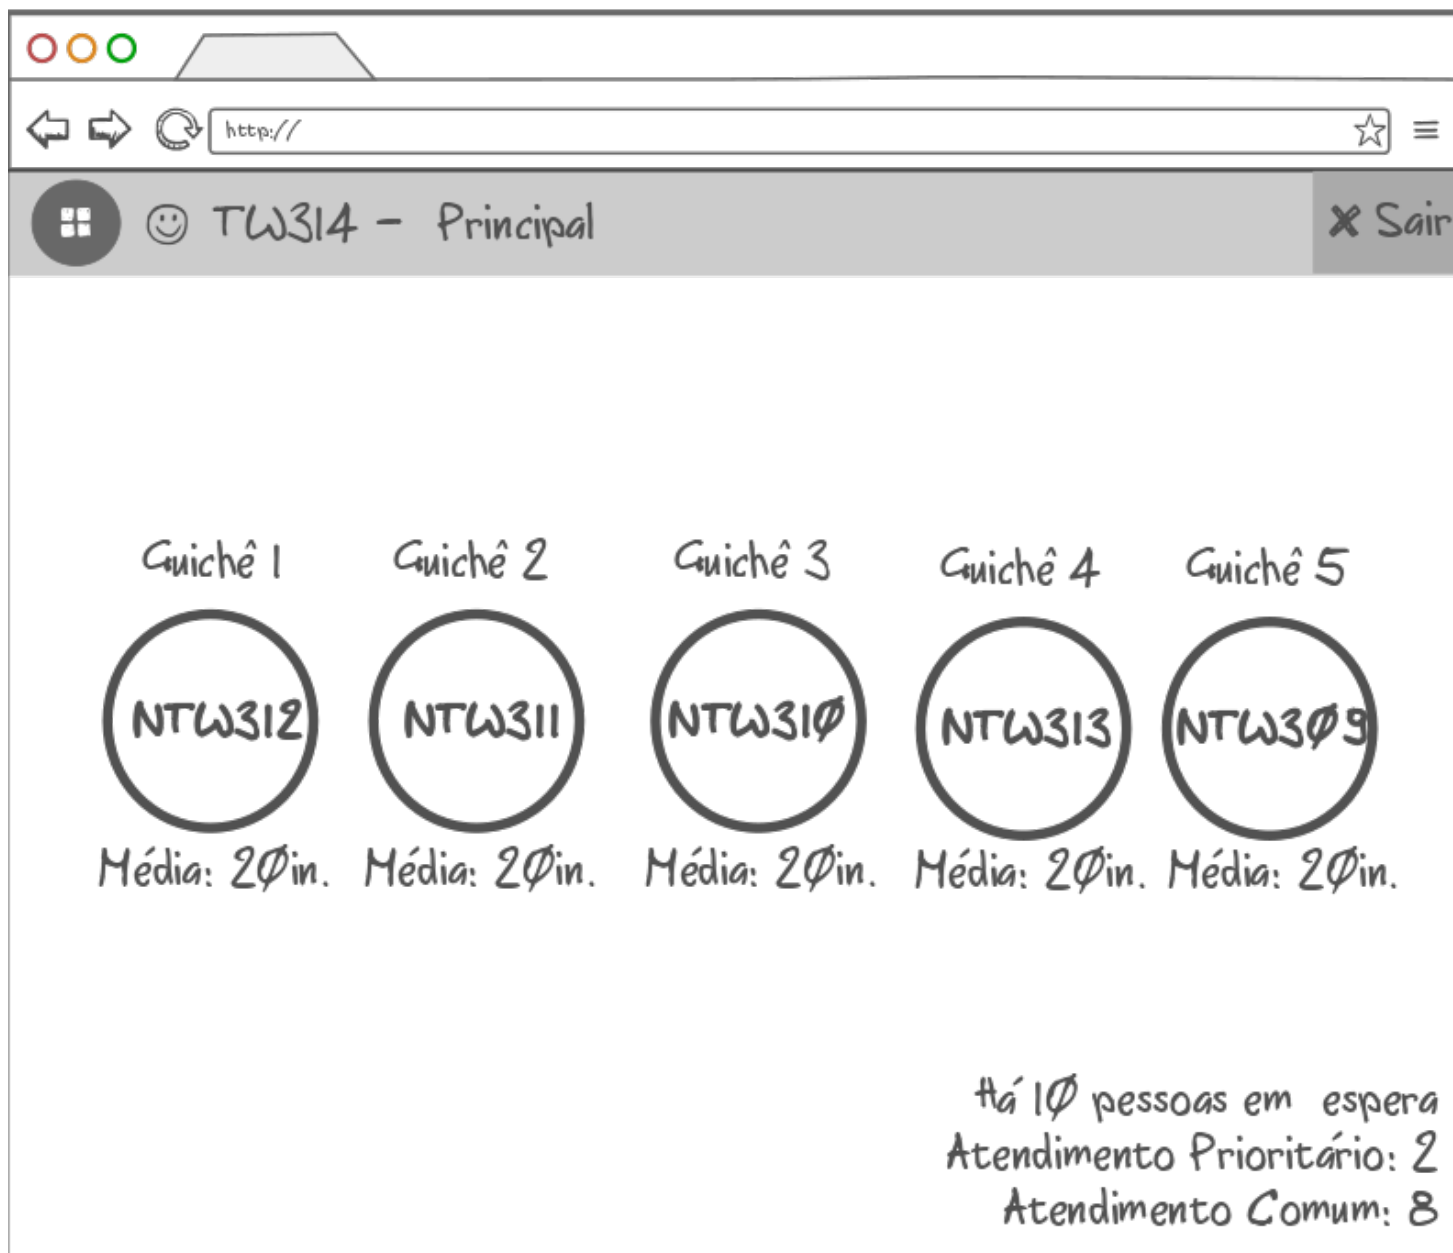 http://
TW314 - Principal
Sair
Guichê 1 Guichê 2 Guichê 3 Guichê 4 Guichê 5
NTW312 NTW311 NTW310 NTW313 NTW309
Média: 20in. Média: 20in. Média: 20in. Média: 20in. Média: 20in.
Há 10 pessoas em espera
Atendimento Prioritário: 2
Atendimento Comum: 8